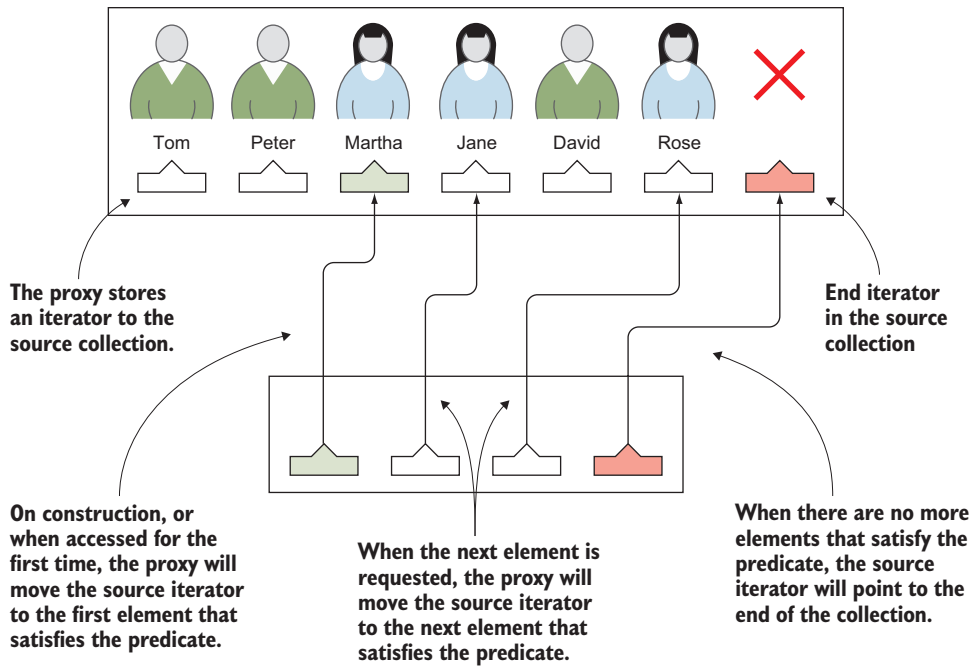 Tom
Peter
Martha
Jane
David
Rose
The proxy stores
an iterator to the
source collection.
End iterator
in the source
collection
On construction, or
when accessed for the
first time, the proxy will
move the source iterator
to the first element that
satisfies the predicate.
When the next element is
requested, the proxy will
move the source iterator
to the next element that
satisfies the predicate.
When there are no more
elements that satisfy the
predicate, the source
iterator will point to the
end of the collection.